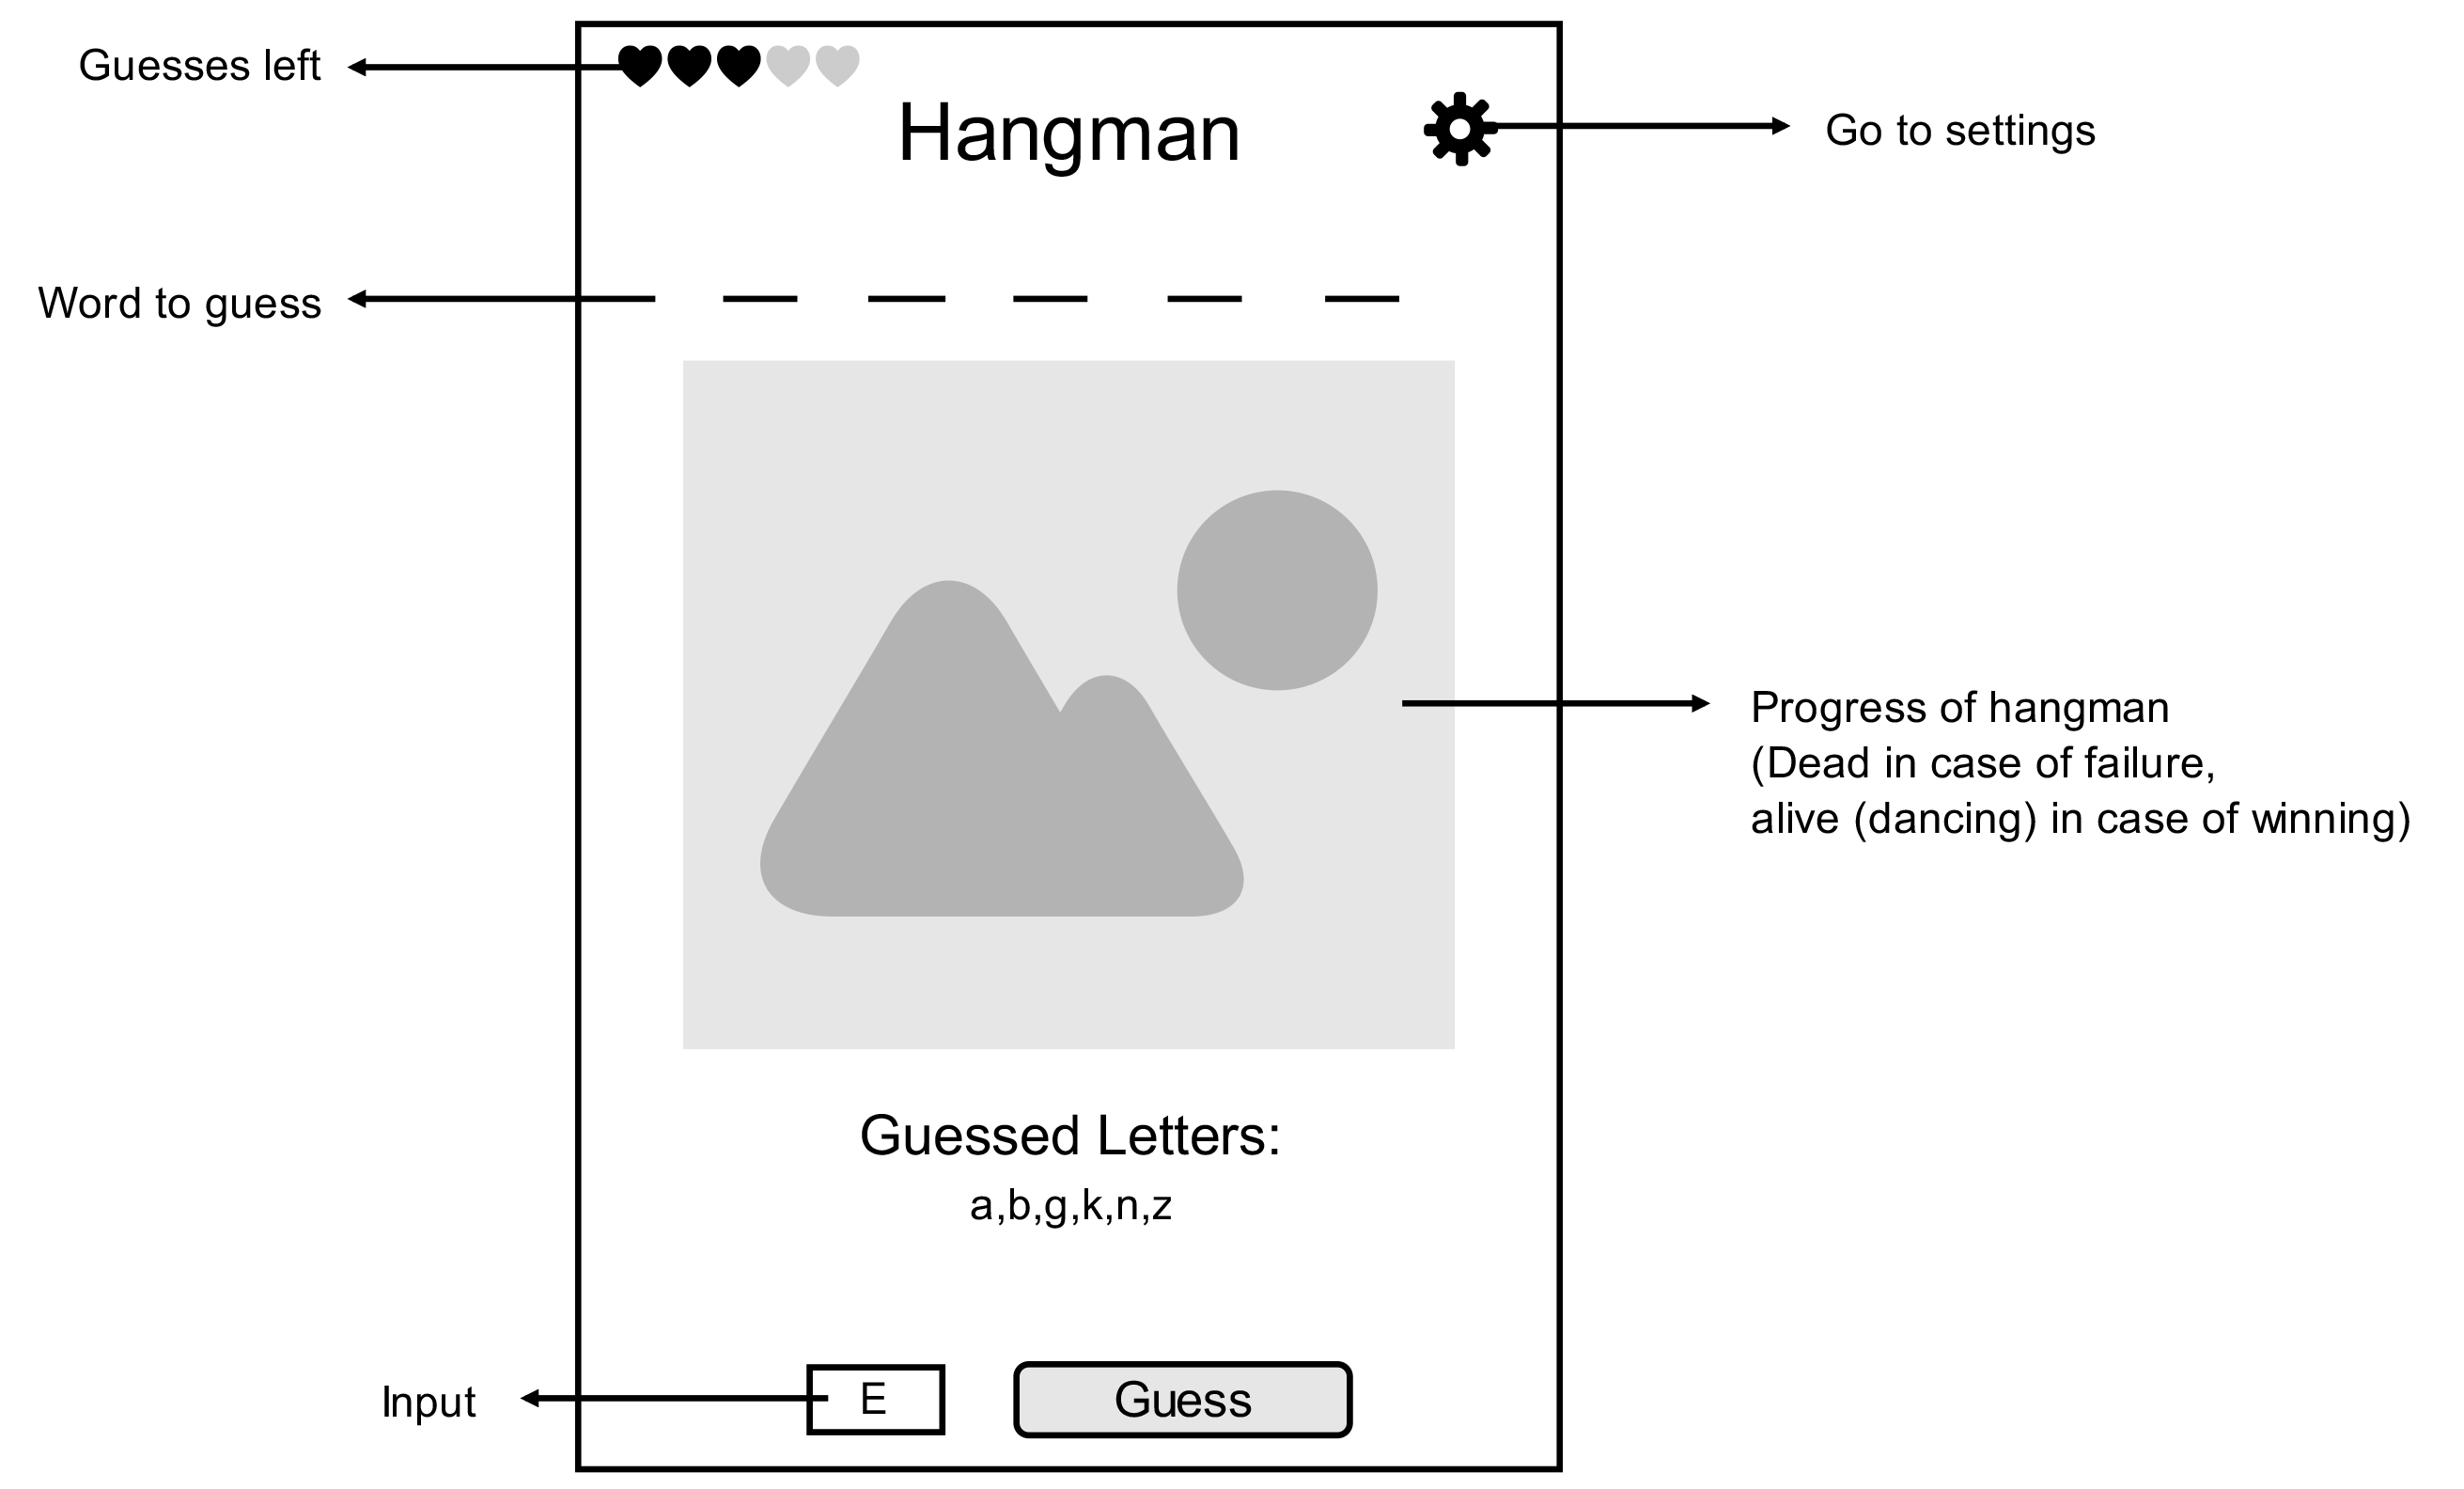 Guesses left
Hangman
Go to settings
Word to guess
Progress of hangman
(Dead in case of failure,
alive (dancing) in case of winning)
Guessed Letters:
a,b,g,k,n,z
Input
E
Guess